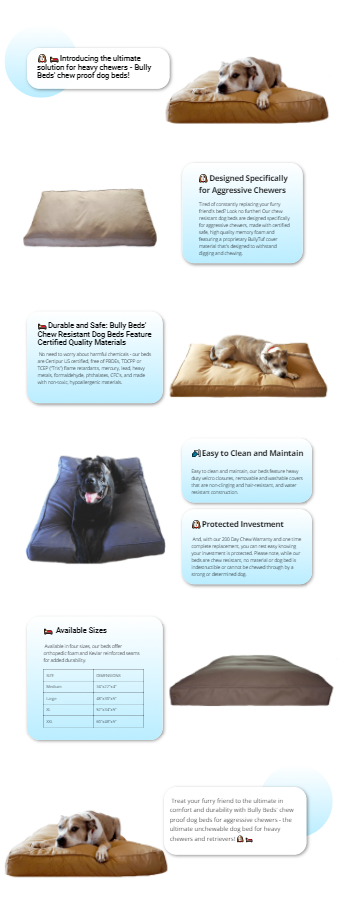 Introducing the ultimate
solution for heavy chewers - Bully
Beds' chew proof dog beds!
Designed Specifically
for Aggressive Chewers
Tired of constantly replacing your furry
friend's bed? Look no further! Our chew
resistant dog beds are designed specifically
for aggressive chewers, made with certified
safe, high quality memory foam and
featuring a proprietary BullyTuf cover
material that's designed to withstand
digging and chewing.
Durable and Safe: Bully Beds'
Chew Resistant Dog Beds Feature
Certified Quality Materials
No need to worry about harmful chemicals - our beds
are Certipur US certified, free of PBDEs, TDCPP or
TCEP ("Tris") flame retardants, mercury, lead, heavy
metals, formaldehyde, phthalates, CFC's, and made
with non-toxic, hypoallergenic materials.
Easy to Clean and Maintain
Easy to clean and maintain, our beds feature heavy
duty velcro closures, removable and washable covers
that are non-clinging and hair-resistant, and water
resistant construction.
Protected Investment
And, with our 200 Day Chew Warranty and one time
complete replacement, you can rest easy knowing
your investment is protected. Please note, while our
beds are chew resistant, no material or dog bed is
indestructible or cannot be chewed through by a
strong or determined dog.
Available Sizes
Available in four sizes, our beds offer
orthopedic foam and Kevlar reinforced seams
for added durability.
SIZE DIMENSIONS
Medium
Large
XL
XXL
Treat your furry friend to the ultimate in
comfort and durability with Bully Beds' chew
proof dog beds for aggressive chewers - the
ultimate unchewable dog bed for heavy
chewers and retrievers!